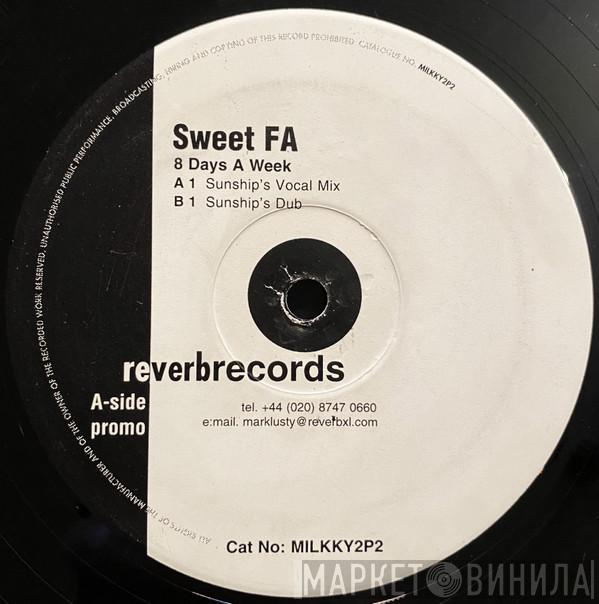 ALL RIGHTS OF THE MANUFACTURER AND OF THE OWNER OF THE RECORDED WORK RESERVED. UNAUTHORISED PUBLIC PERFORMANCE, BROADCASTING, HIRING AND COPYING OF THIS RECORD PROHIBITED. CATALOGUE NO. MILKKY2P2
Sweet FA
8 Days A Week
A 1 Sunship's Vocal Mix
B 1 Sunship's Dub
reverbrecords
A-side
promo
tel. +44 (020) 8747 0660
e:mail. marklusty@reverbxl.com
Cat No: MILKKY2P2
МАРКЕТ ВИНИЛА